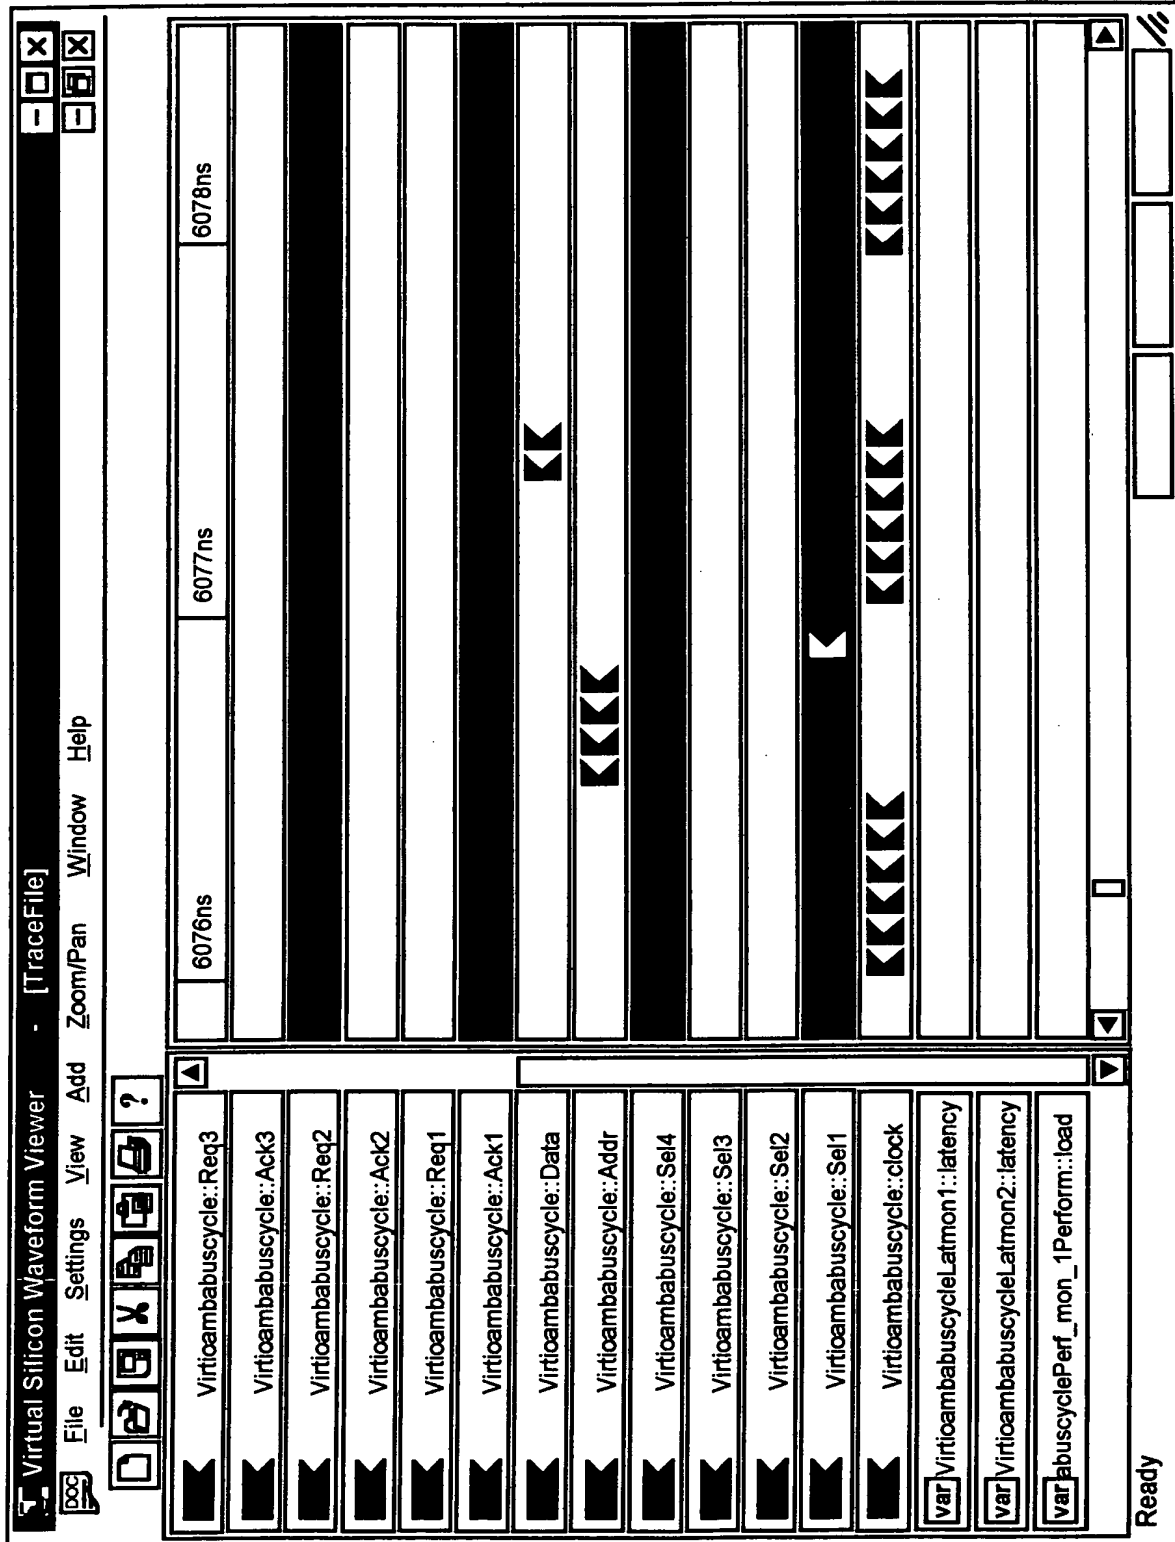 Virtual Silicon Waveform Viewer - [TraceFile]
DOC File Edit Settings View Add Zoom/Pan Window Help
?
6076ns 6077ns 6078ns
Virtioambabuscycle::Req3
Virtioambabuscycle::Ack3
Virtioambabuscycle::Req2
Virtioambabuscycle::Ack2
Virtioambabuscycle::Req1
Virtioambabuscycle::Ack1
Virtioambabuscycle::Data
Virtioambabuscycle::Addr
Virtioambabuscycle::Sel4
Virtioambabuscycle::Sel3
Virtioambabuscycle::Sel2
Virtioambabuscycle::Sel1
Virtioambabuscycle::clock
var VirtioambabuscycleLatmon1::latency
var VirtioambabuscycleLatmon2::latency
var abuscyclePerf_mon_1Perform::load
Ready